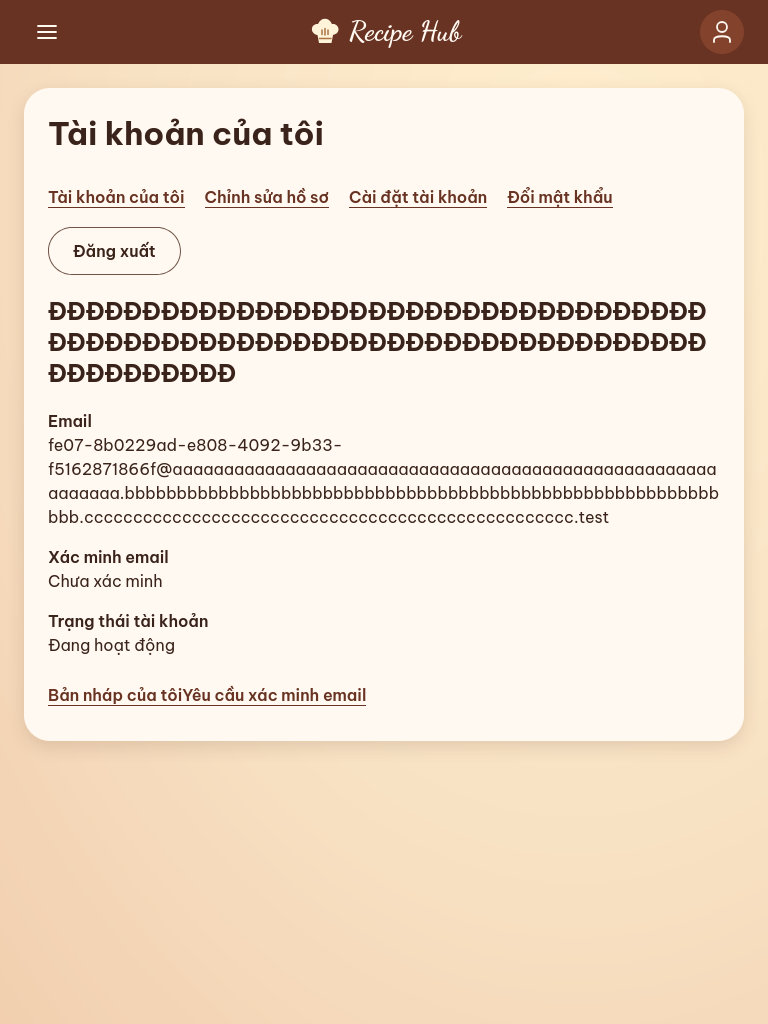 Recipe Hub
Tài khoản của tôi
Tài khoản của tôi Chỉnh sửa hồ sơ Cài đặt tài khoản Đổi mật khẩu
Đăng xuất
ĐĐĐĐĐĐĐĐĐĐĐĐĐĐĐĐĐĐĐĐĐĐĐĐĐĐĐĐĐĐĐĐĐĐĐ
ĐĐĐĐĐĐĐĐĐĐĐĐĐĐĐĐĐĐĐĐĐĐĐĐĐĐĐĐĐĐĐĐĐĐĐ
ĐĐĐĐĐĐĐĐĐĐ
Email
fe07-8b0229ad-e808-4092-9b33-
f5162871866f@aaaaaaaaaaaaaaaaaaaaaaaaaaaaaaaaaaaaaaaaaaaaaaaaaaaaa
aaaaaaa.bbbbbbbbbbbbbbbbbbbbbbbbbbbbbbbbbbbbbbbbbbbbbbbbbbbbbbbbb
bbb.cccccccccccccccccccccccccccccccccccccccccccccccccc.test
Xác minh email
Chưa xác minh
Trạng thái tài khoản
Đang hoạt động
Bản nháp của tôiYêu cầu xác minh email